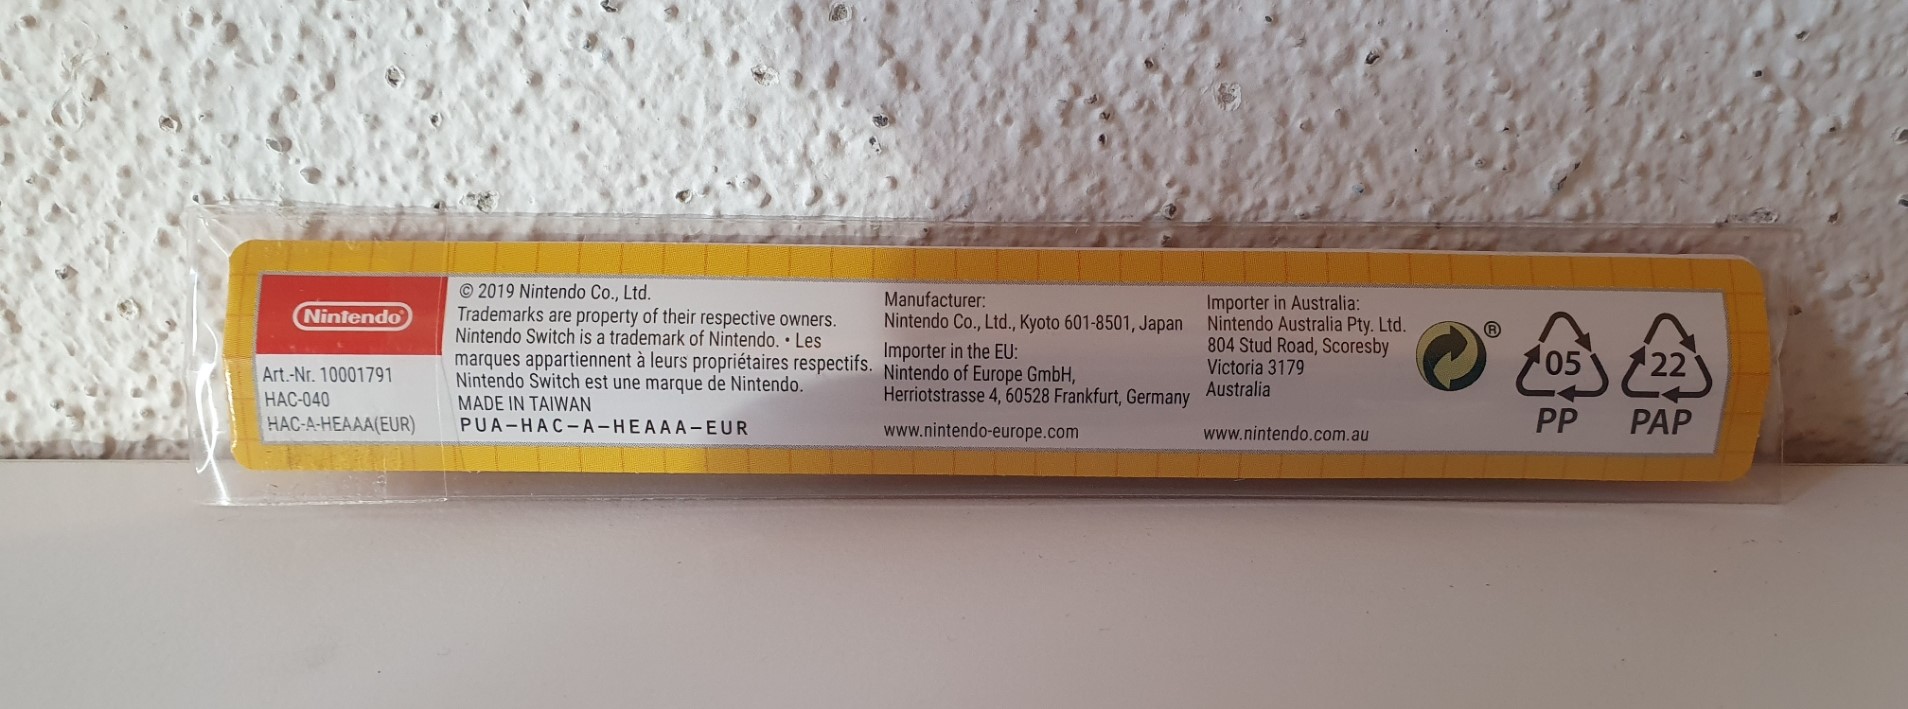 Nintendo
Art.-Nr. 10001791
HAC-040
HAC-A-HEAAA(EUR)
© 2019 Nintendo Co., Ltd.
Trademarks are property of their respective owners.
Nintendo Switch is a trademark of Nintendo. • Les
marques appartiennent à leurs propriétaires respectifs.
Nintendo Switch est une marque de Nintendo.
MADE IN TAIWAN
PUA-HAC-A-HEAAA-EUR
Manufacturer:
Nintendo Co., Ltd., Kyoto 601-8501, Japan
Importer in the EU:
Nintendo of Europe GmbH,
Herriotstrasse 4, 60528 Frankfurt, Germany
www.nintendo-europe.com
Importer in Australia:
Nintendo Australia Pty. Ltd.
804 Stud Road, Scoresby
Victoria 3179
Australia
www.nintendo.com.au
®
05
PP
22
PAP